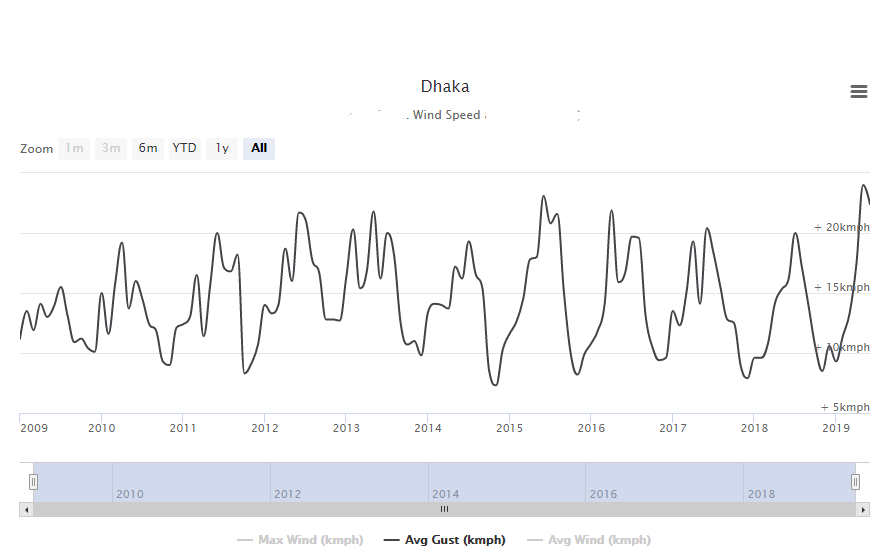 Dhaka
Wind Speed
Zoom 1m 3m 6m YTD 1y All
+ 20kmph
+ 15kmph
+ 10kmph
+ 5kmph
2009 2010 2011 2012 2013 2014 2015 2016 2017 2018 2019
2010 2012 2014 2016 2018
Max Wind (kmph) Avg Gust (kmph) Avg Wind (kmph)